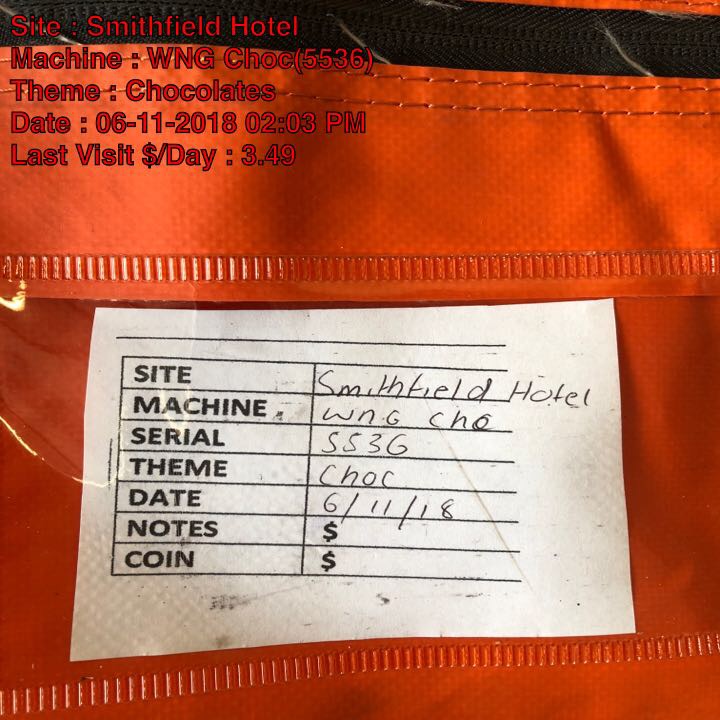 Site : Smithfield Hotel
Machine : WNG Choc(5536)
Theme : Chocolates
Date : 06-11-2018 02:03 PM
Last Visit $/Day : 3.49
SITE Smithfield Hotel
MACHINE WNG Cho
SERIAL 5536
THEME Choc
DATE 6/11/18
NOTES $
COIN $